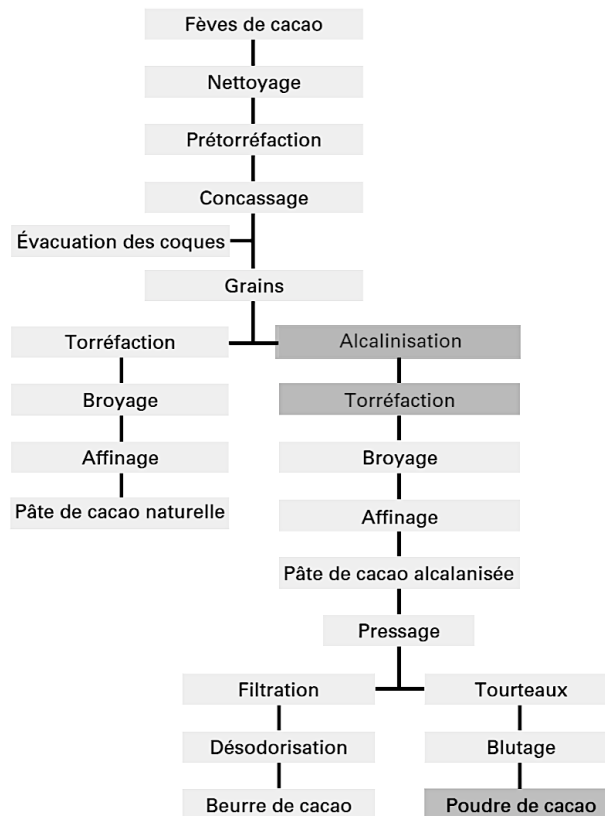 Fèves de cacao
Nettoyage
Prétorréfaction
Concassage
Évacuation des coques
Grains
Torréfaction
Alcalinisation
Broyage
Torréfaction
Affinage
Broyage
Pâte de cacao naturelle
Affinage
Pâte de cacao alcalanisée
Pressage
Filtration
Tourteaux
Désodorisation
Blutage
Beurre de cacao
Poudre de cacao